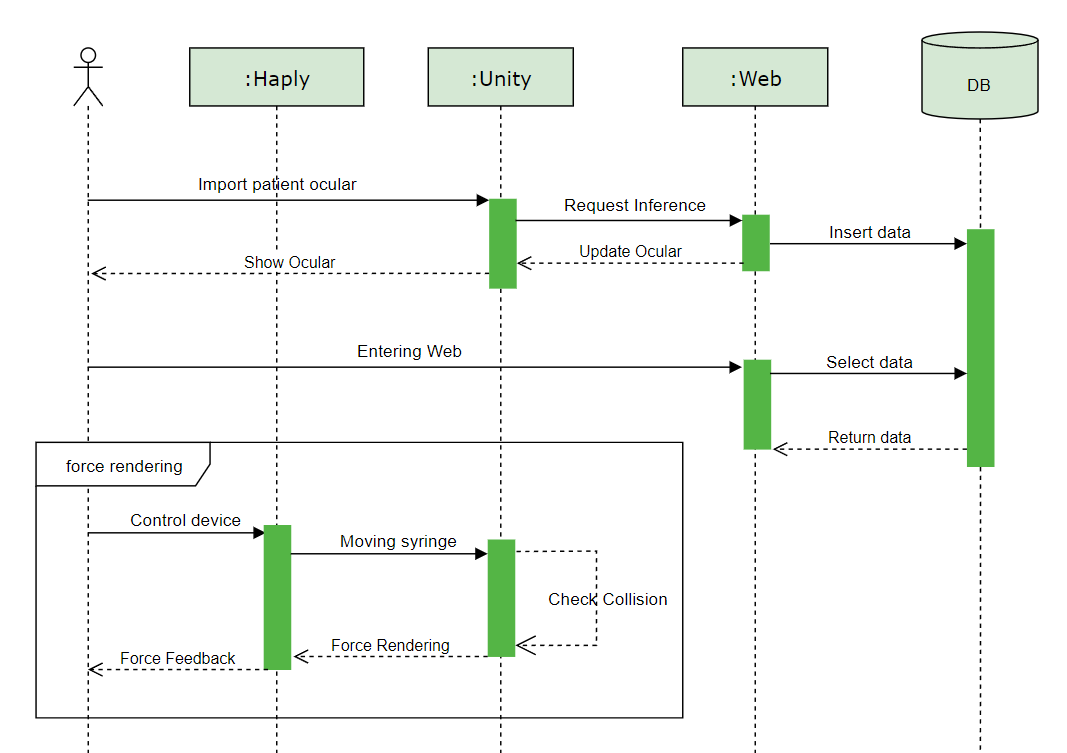 :Haply
:Unity
:Web
DB
Import patient ocular
Request Inference
Insert data
Update Ocular
Show Ocular
Entering Web
Select data
Return data
force rendering
Control device
Moving syringe
Check Collision
Force Rendering
Force Feedback